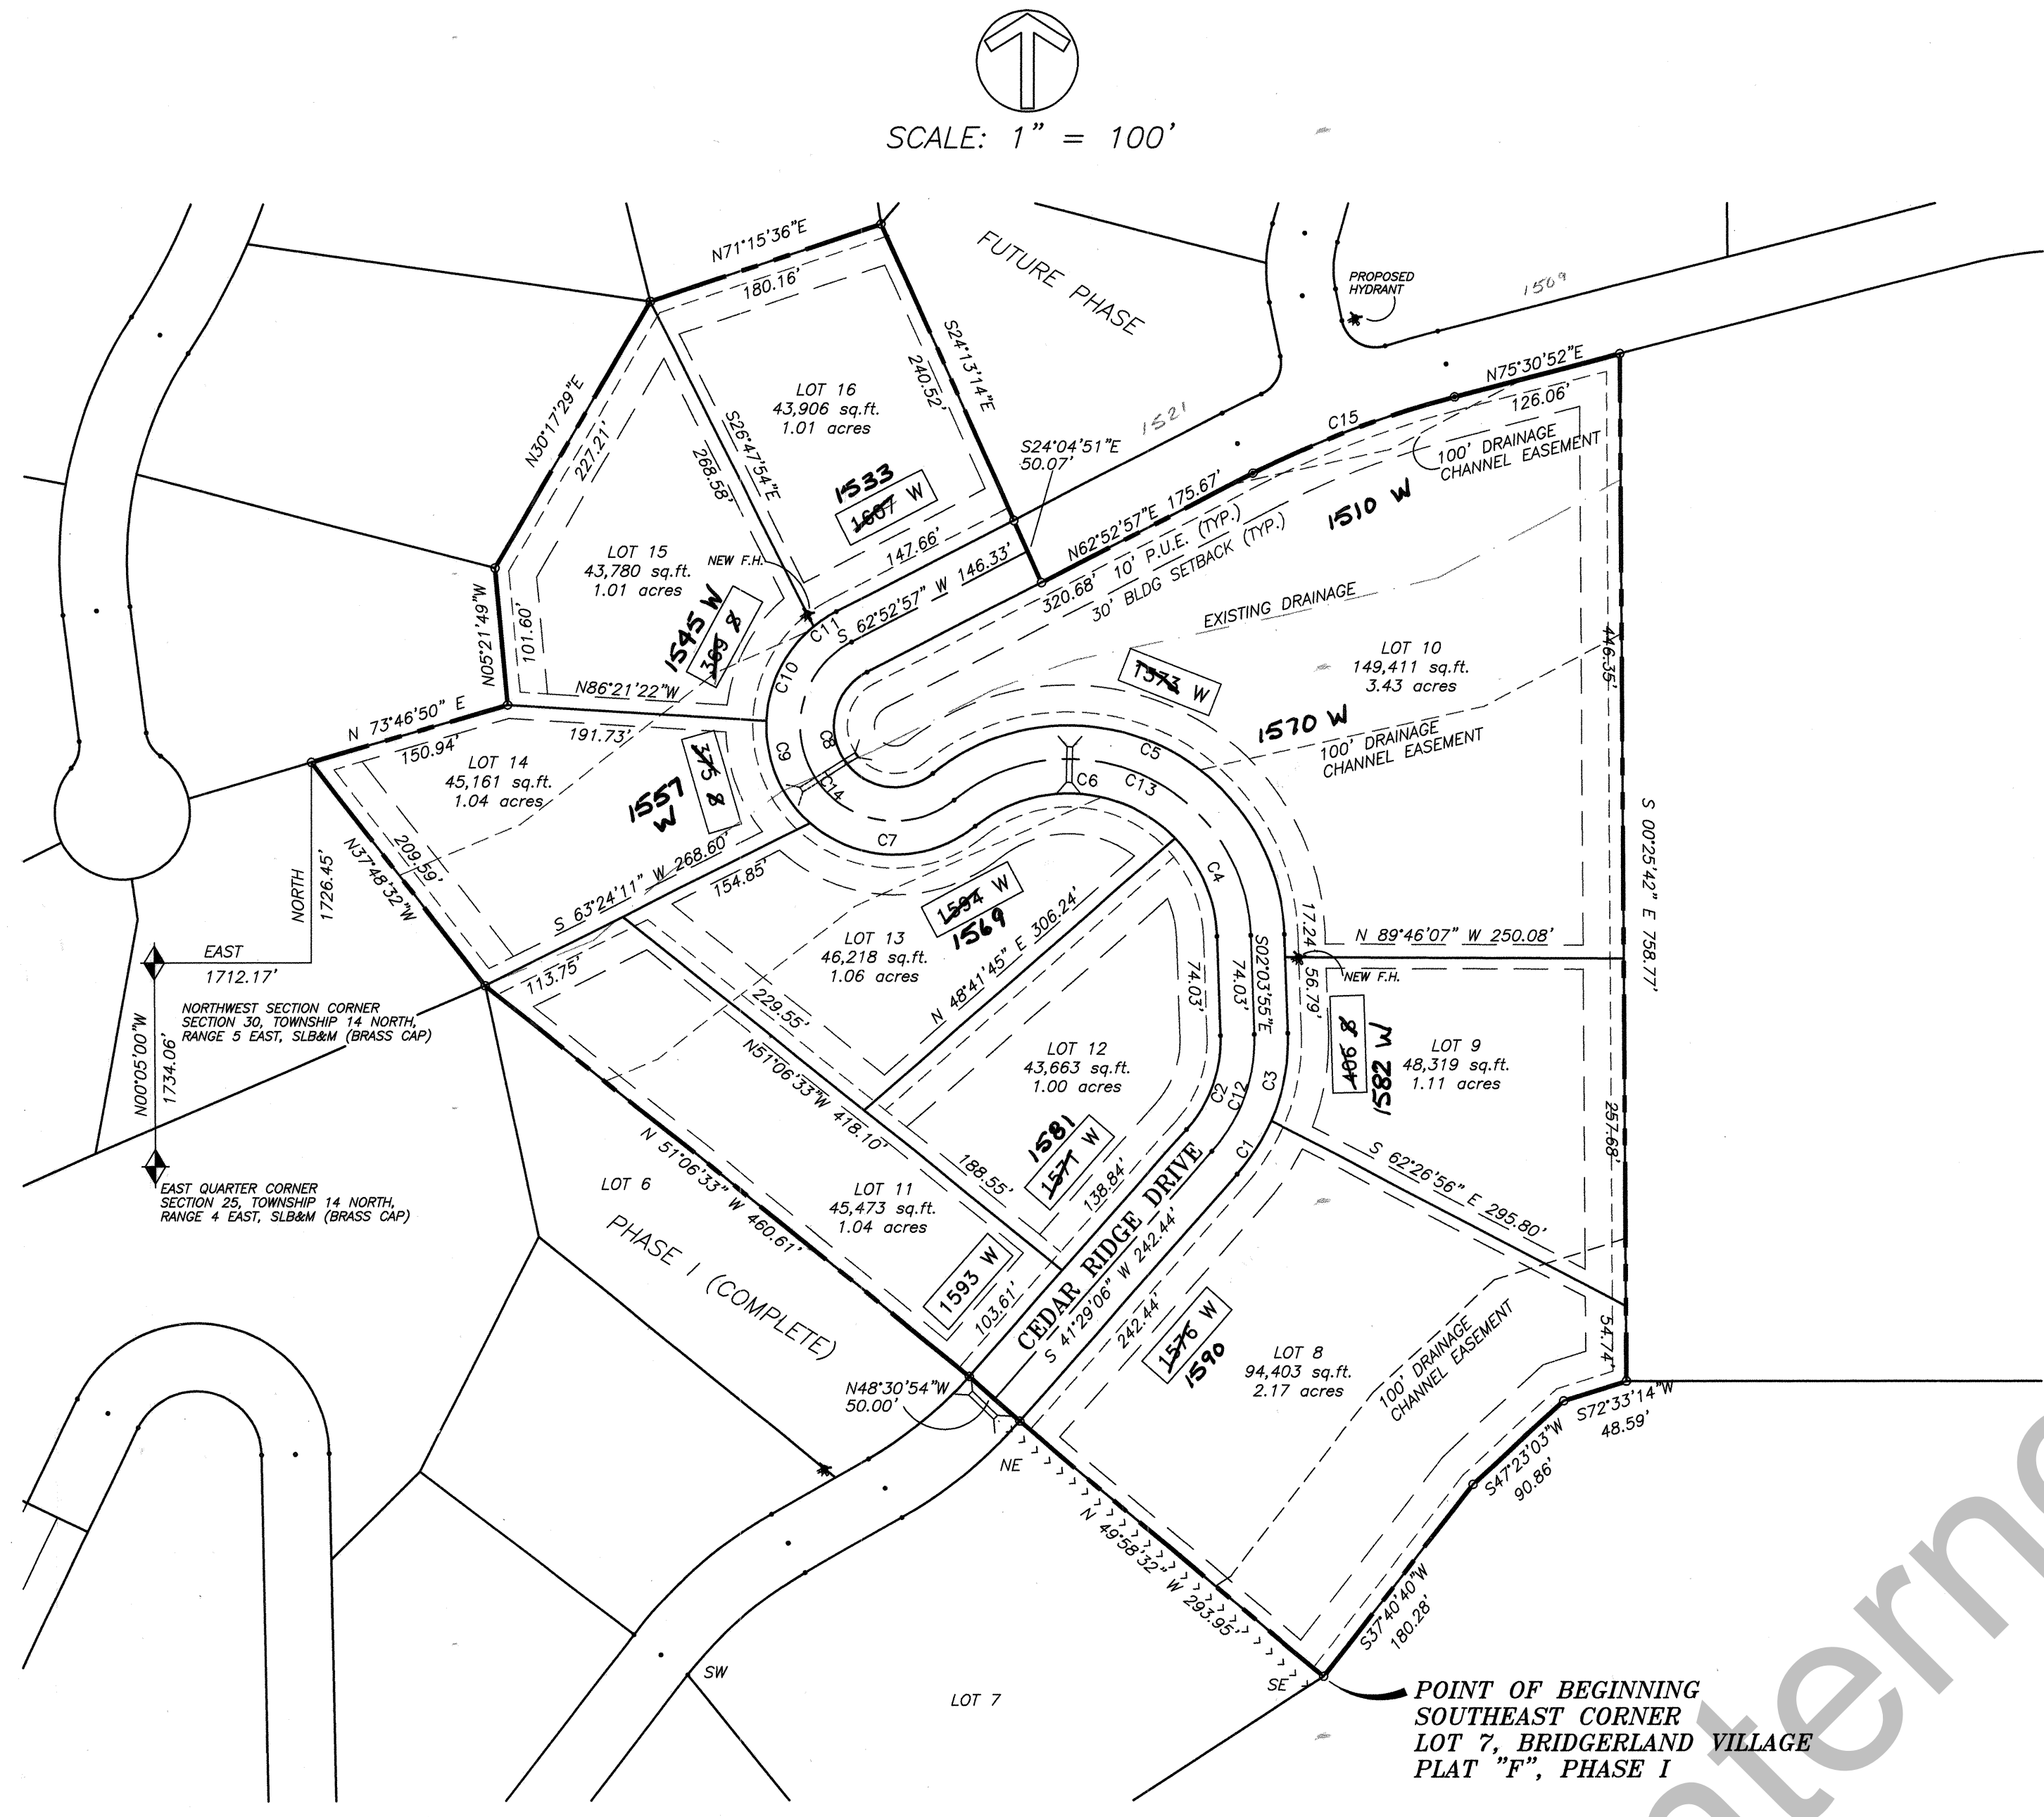 SCALE: 1" = 100'
N71°15'36"E
180.16'
FUTURE PHASE
PROPOSED
HYDRANT
1509
N75°30'52"E
126.06'
C15
100' DRAINAGE
CHANNEL EASEMENT
S24°13'14"E
240.52'
1521
S24°04'51"E
50.07'
LOT 16
43,906 sq.ft.
1.01 acres
1533
1607 W
147.66'
S26°47'54"E
268.58'
N30°17'29"E
227.21'
LOT 15
43,780 sq.ft.
1.01 acres
NEW F.H.
1545 W
369 S
N05°21'49"W
101.60'
N86°21'22"W
191.73'
C11
S 62°52'57" W 146.33'
N62°52'57"E 175.67'
320.68' 10' P.U.E. (TYP.)
30' BLDG SETBACK (TYP.)
1510 W
EXISTING DRAINAGE
LOT 10
149,411 sq.ft.
3.43 acres
446.35'
1573 W
1570 W
100' DRAINAGE
CHANNEL EASEMENT
S 00°25'42" E 758.77'
C10
C9
C8
C14
C7
C6
C13
C5
C4
N 73°46'50" E
150.94'
LOT 14
45,161 sq.ft.
1.04 acres
375 S
1557
W
N37°48'32"W
209.59'
S 63°24'11" W 268.60'
154.85'
113.75'
NORTH
1726.45'
EAST
1712.17'
NORTHWEST SECTION CORNER
SECTION 30, TOWNSHIP 14 NORTH,
RANGE 5 EAST, SLB&M (BRASS CAP)
N00°05'00"W
1734.06'
EAST QUARTER CORNER
SECTION 25, TOWNSHIP 14 NORTH,
RANGE 4 EAST, SLB&M (BRASS CAP)
1594 W
1569
LOT 13
46,218 sq.ft.
1.06 acres
N 48°41'45" E 306.24'
229.55'
N51°06'33"W 418.10'
188.55'
17.24'
N 89°46'07" W 250.08'
NEW F.H.
56.79'
S02°03'55"E
74.03'
74.03'
LOT 12
43,663 sq.ft.
1.00 acres
1581
1571 W
138.84'
C2
C12
C3
C1
406 S
1582 W
LOT 9
48,319 sq.ft.
1.11 acres
257.68'
S 62°26'56" E 295.80'
54.74'
N 51°06'33" W 460.61'
LOT 6
PHASE I (COMPLETE)
LOT 11
45,473 sq.ft.
1.04 acres
1593 W
103.61'
CEDAR RIDGE DRIVE
S 41°29'06" W 242.44'
242.44'
1576 W
1590
LOT 8
94,403 sq.ft.
2.17 acres
100' DRAINAGE
CHANNEL EASEMENT
N48°30'54"W
50.00'
S72°33'14"W
48.59'
S47°23'03"W
90.86'
S37°40'40"W
180.28'
NE
N 49°58'32" W 293.95'
SE
SW
LOT 7
POINT OF BEGINNING
SOUTHEAST CORNER
LOT 7, BRIDGERLAND VILLAGE
PLAT "F", PHASE I